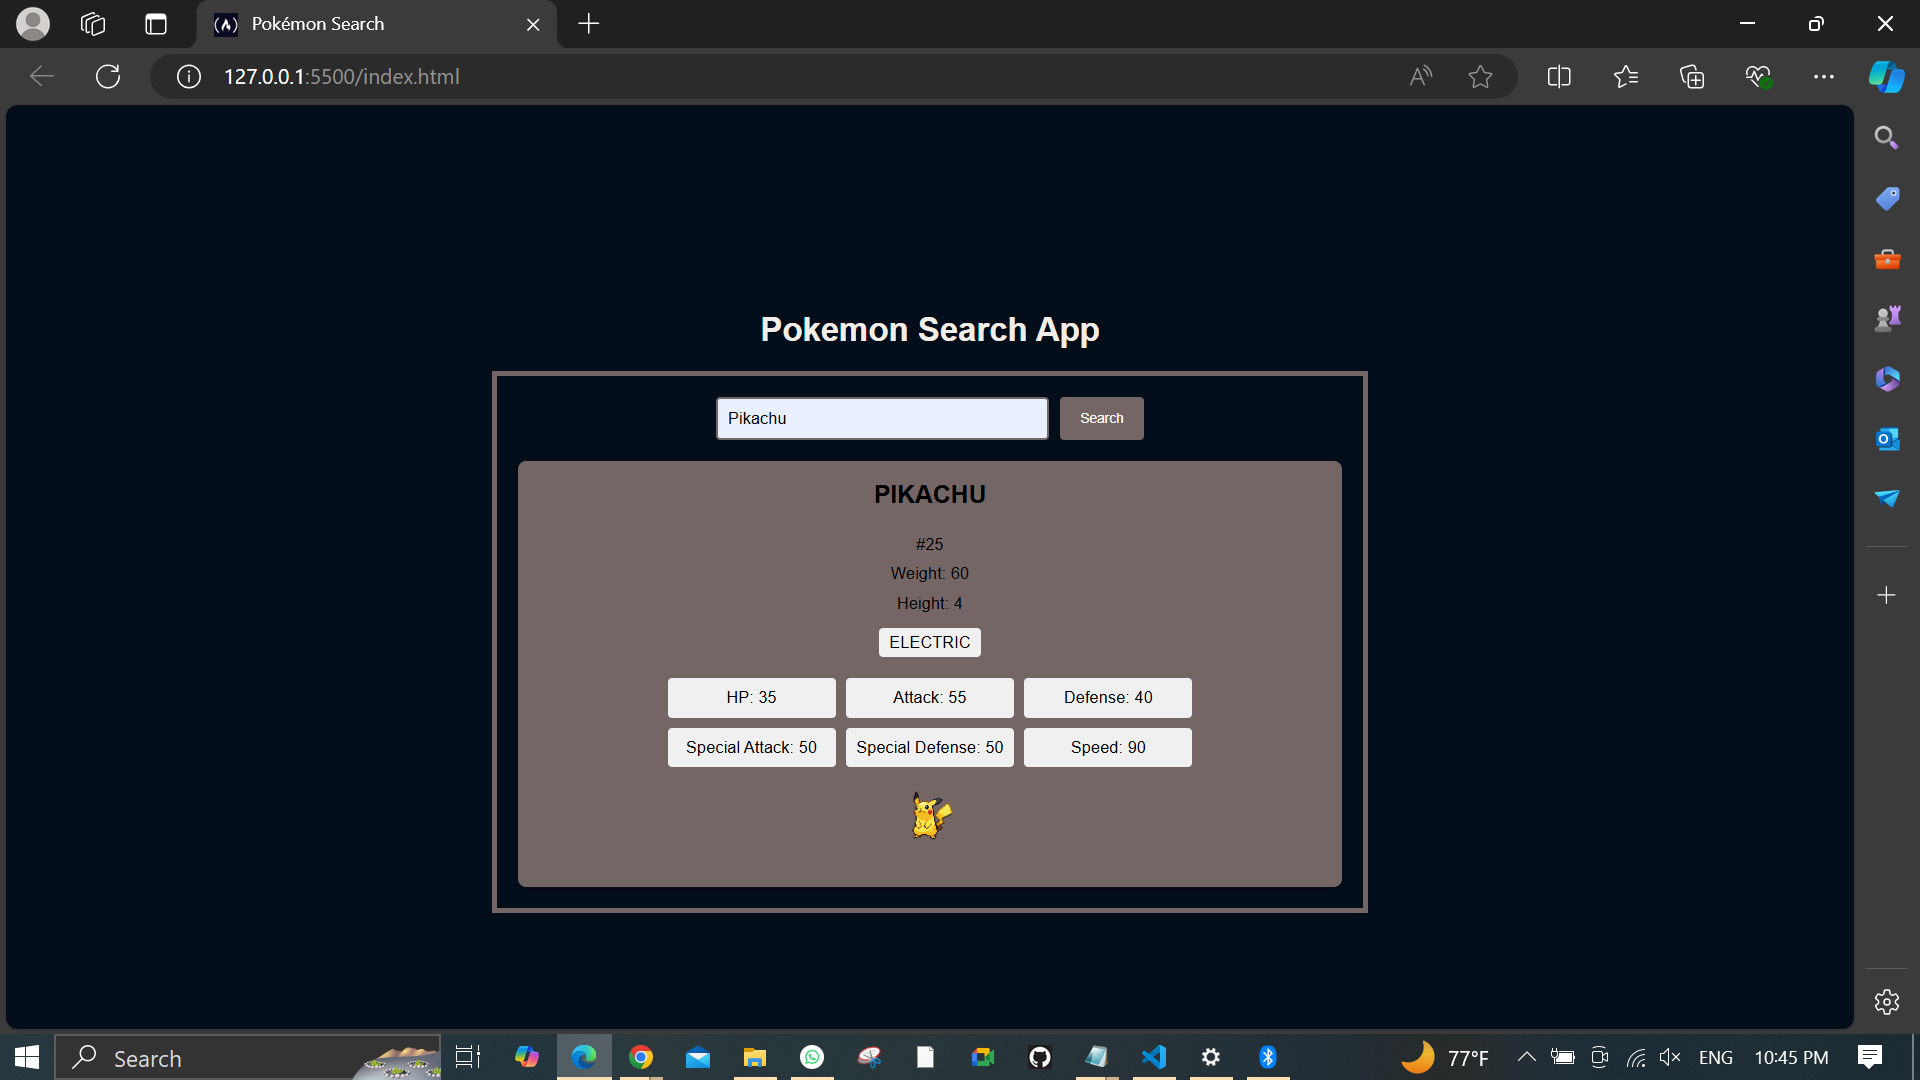 Pokémon Search
127.0.0.1:5500/index.html
Pokemon Search App
Pikachu
Search
PIKACHU
#25
Weight: 60
Height: 4
ELECTRIC
HP: 35
Attack: 55
Defense: 40
Special Attack: 50
Special Defense: 50
Speed: 90
Search
77°F
ENG
10:45 PM